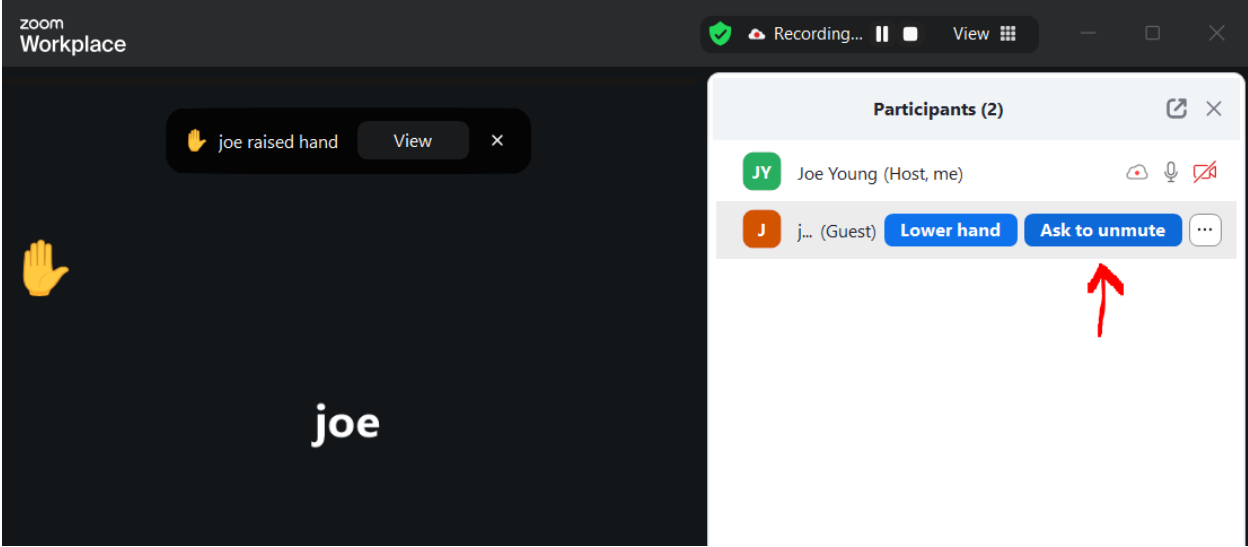 zoom
Workplace
Recording... View
joe raised hand View
Participants (2)
JY Joe Young (Host, me)
J j... (Guest) Lower hand Ask to unmute ...
joe